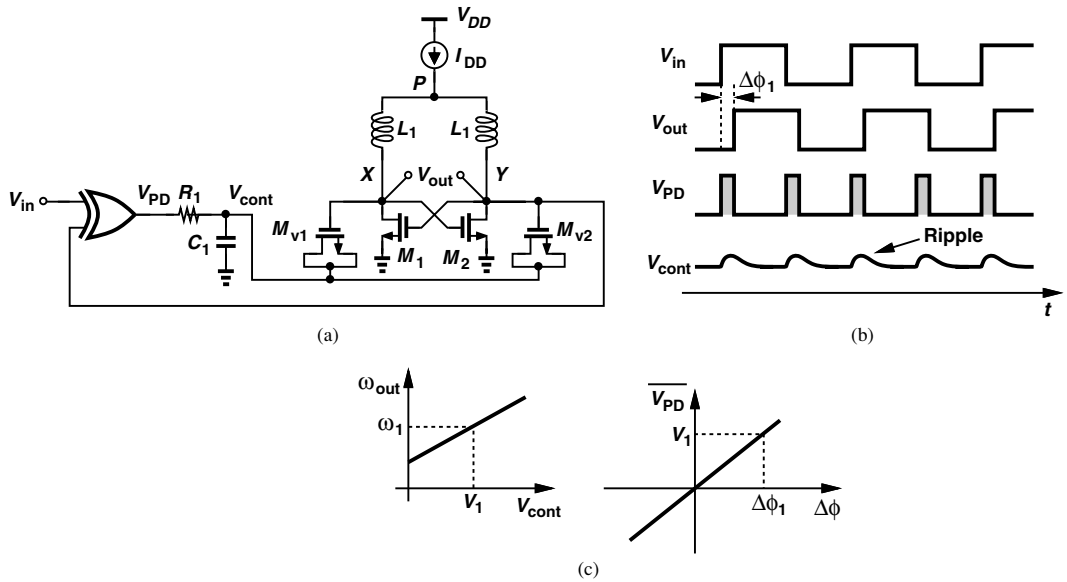 V_DD
I_DD
P
L_1 L_1
X V_out Y
V_in V_PD R_1 V_cont
C_1
M_v1 M_1 M_2 M_v2
(a)
V_in
Δϕ_1
V_out
V_PD
Ripple
V_cont
t
(b)
ω_out
ω_1
V_1 V_cont
V_PD
V_1
Δϕ_1 Δϕ
(c)